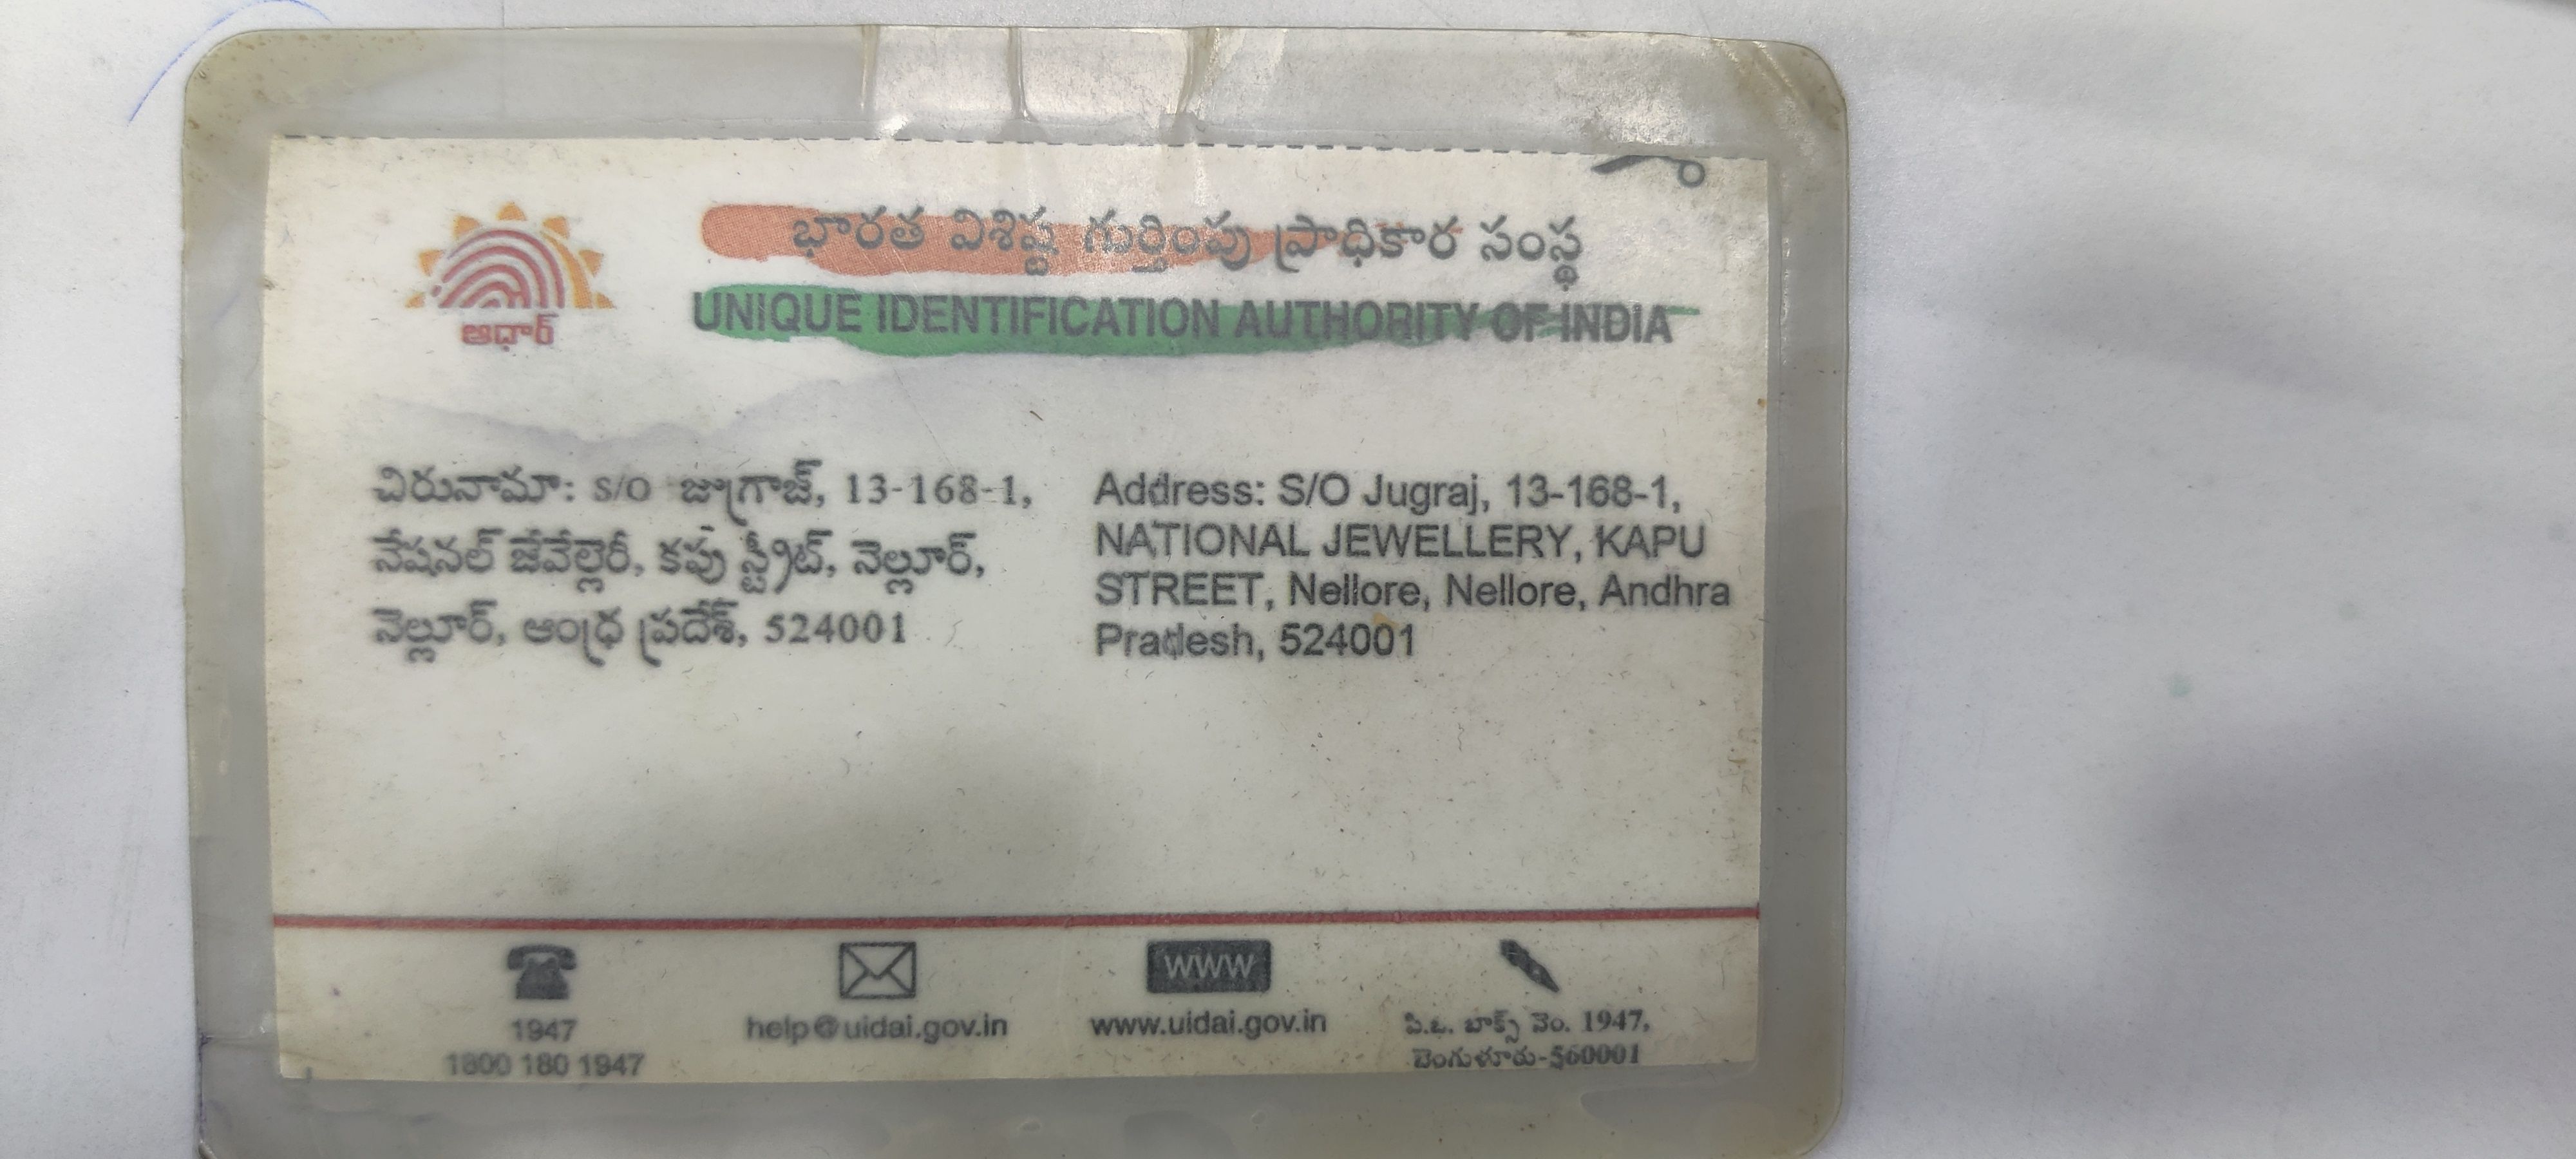 భారత విశిష్ట గుర్తింపు ప్రాధికార సంస్థ
UNIQUE IDENTIFICATION AUTHORITY OF INDIA
ఆధార్
చిరునామా: S/O జుగ్రాజ్, 13-168-1,
నేషనల్ జేవేల్లెరీ, కపు స్ట్రీట్, నెల్లూర్,
నెల్లూర్, ఆంధ్ర ప్రదేశ్, 524001
Address: S/O Jugraj, 13-168-1,
NATIONAL JEWELLERY, KAPU
STREET, Nellore, Nellore, Andhra
Pradesh, 524001
1947
1800 180 1947
help@uidai.gov.in
WWW
www.uidai.gov.in
పి.ఒ. బాక్స్ నెం. 1947,
బెంగుళూరు-560001